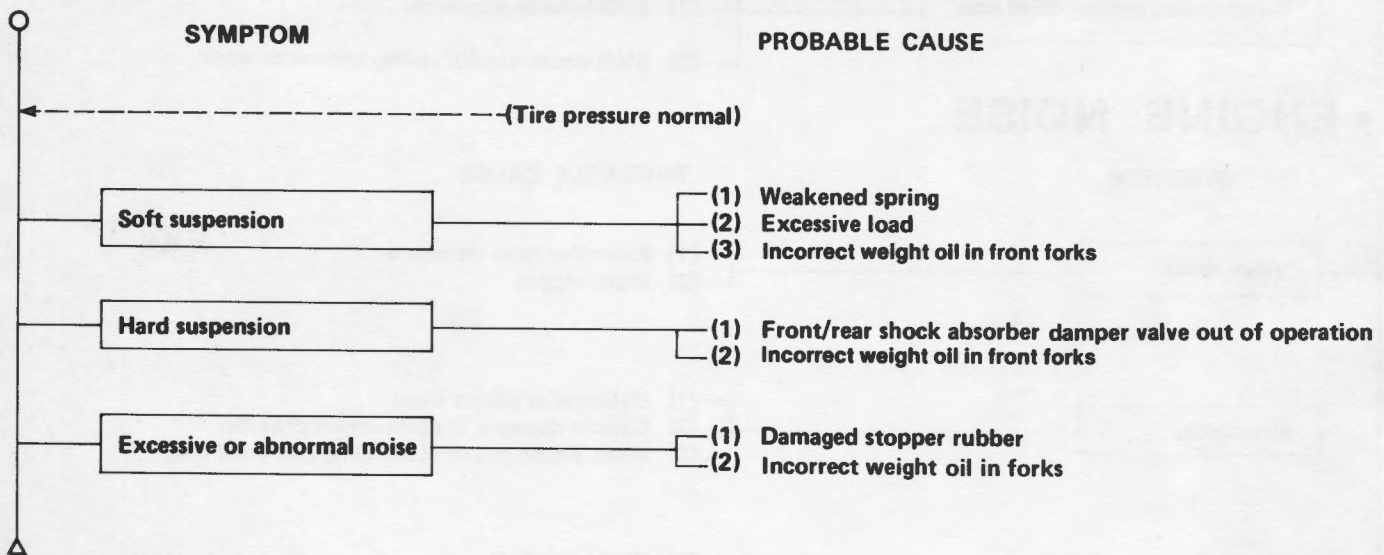 SYMPTOM
PROBABLE CAUSE
(Tire pressure normal)
Soft suspension
(1) Weakened spring
(2) Excessive load
(3) Incorrect weight oil in front forks
Hard suspension
(1) Front/rear shock absorber damper valve out of operation
(2) Incorrect weight oil in front forks
Excessive or abnormal noise
(1) Damaged stopper rubber
(2) Incorrect weight oil in forks
ENGINE NOISE